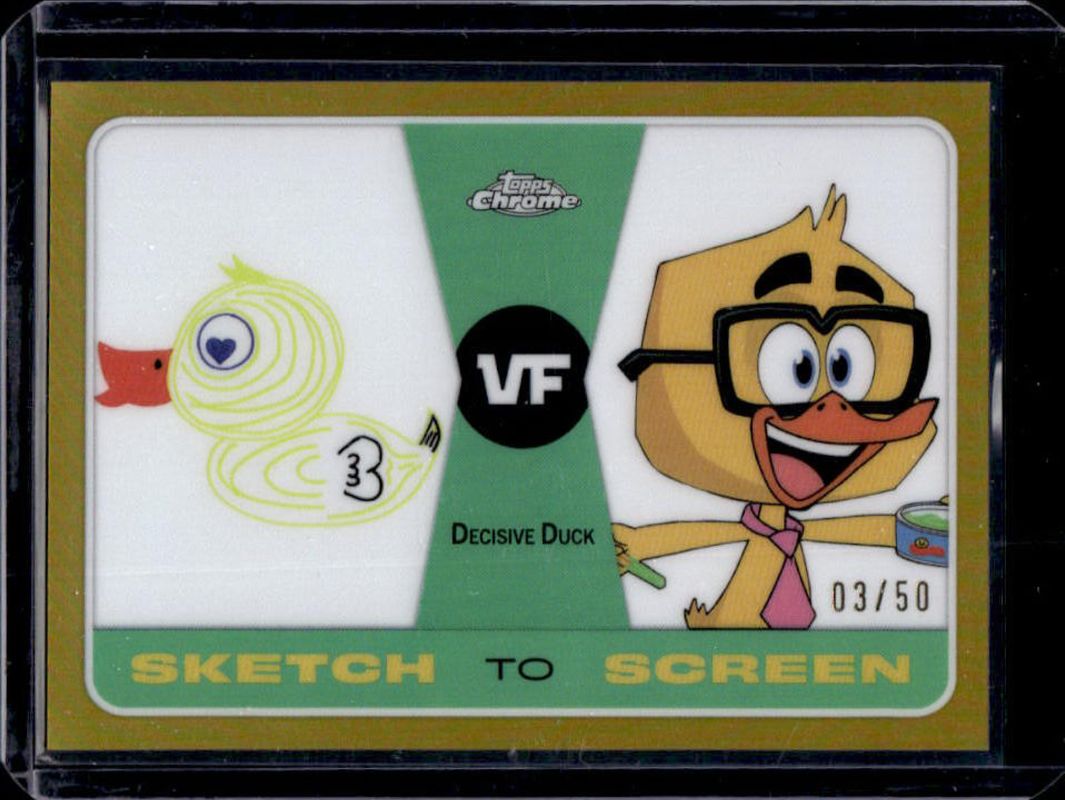 Topps
Chrome
VF
DECISIVE DUCK
03/50
SKETCH TO SCREEN